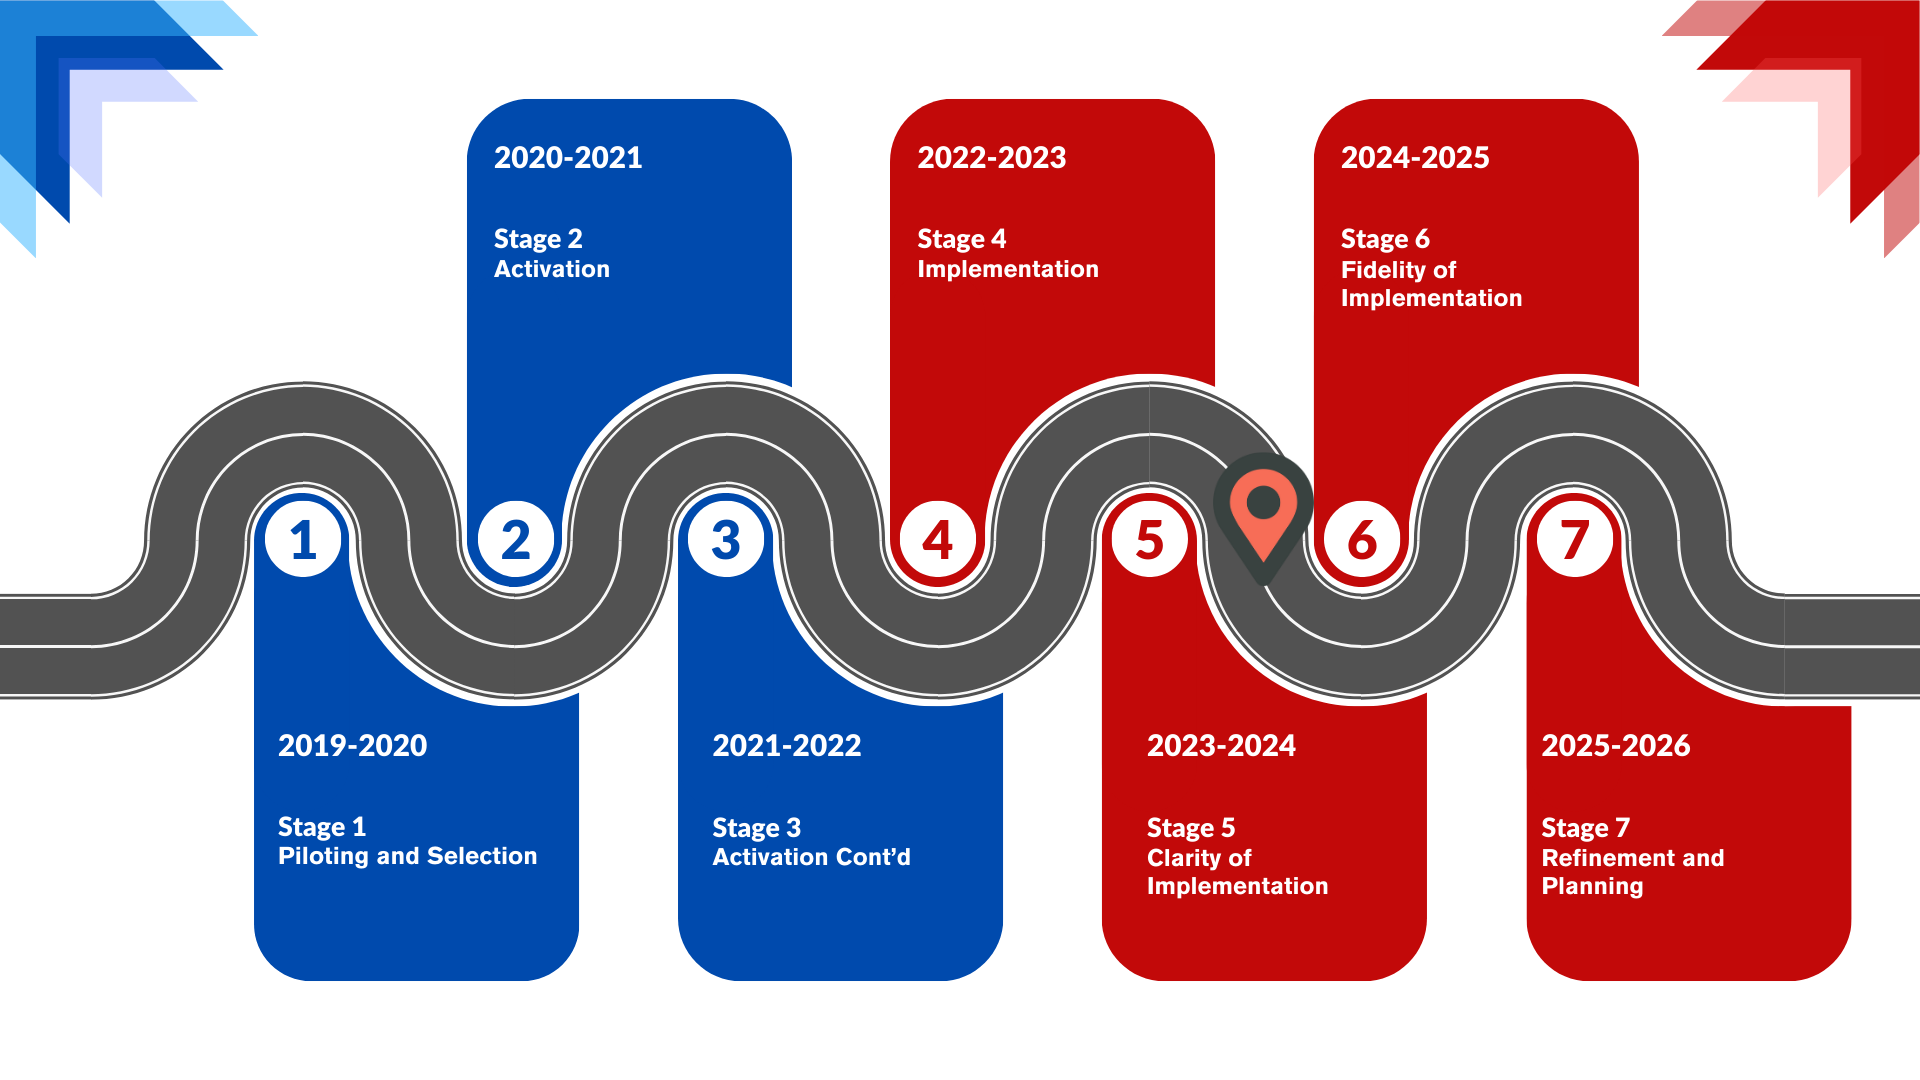 2020-2021
Stage 2
Activation
2022-2023
Stage 4
Implementation
2024-2025
Stage 6
Fidelity of
Implementation
1
2
3
4
5
6
7
2019-2020
Stage 1
Piloting and Selection
2021-2022
Stage 3
Activation Cont’d
2023-2024
Stage 5
Clarity of
Implementation
2025-2026
Stage 7
Refinement and
Planning